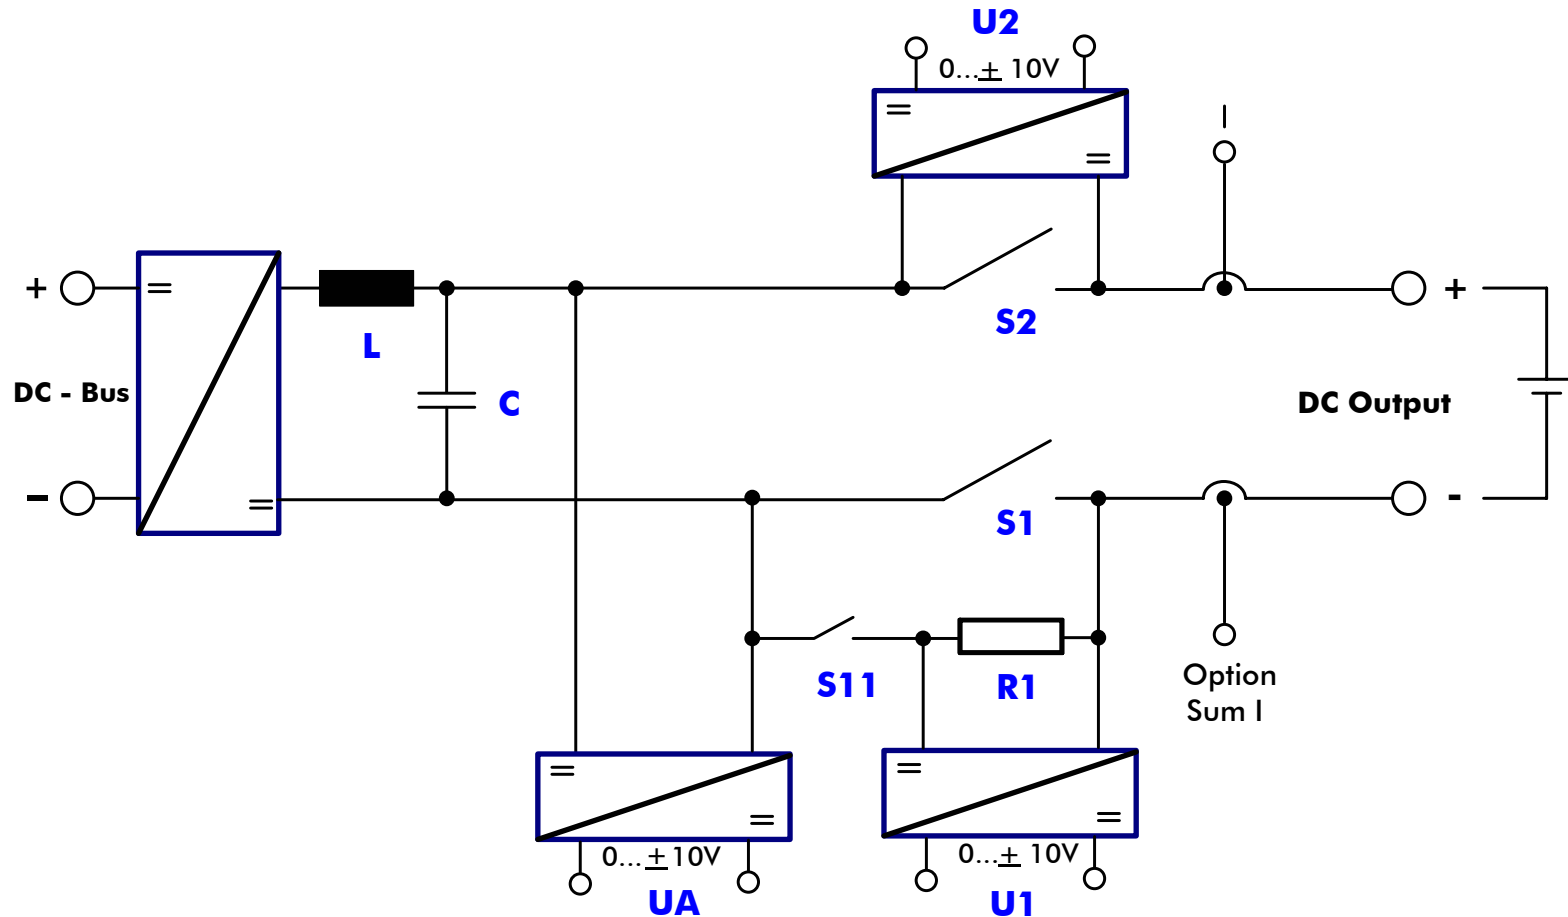 U2
0...± 10V
I
+
+
S2
L
DC - Bus
C
DC Output
-
-
S1
S11
R1
Option
Sum I
0...± 10V
UA
0...± 10V
U1